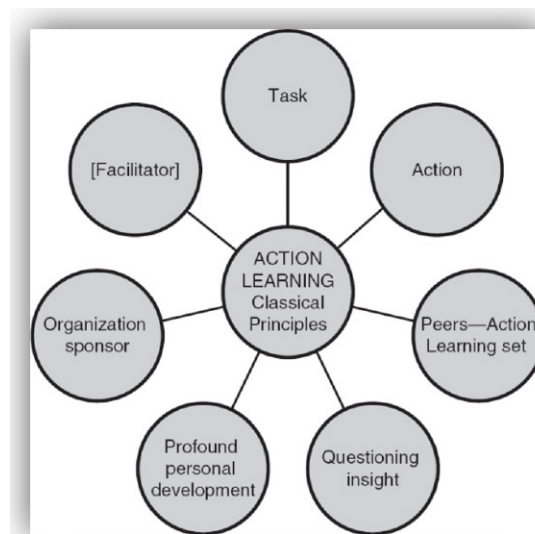 Task
[Facilitator]
Action
ACTION
LEARNING
Classical
Principles
Organization
sponsor
Peers—Action
Learning set
Profound
personal
development
Questioning
insight